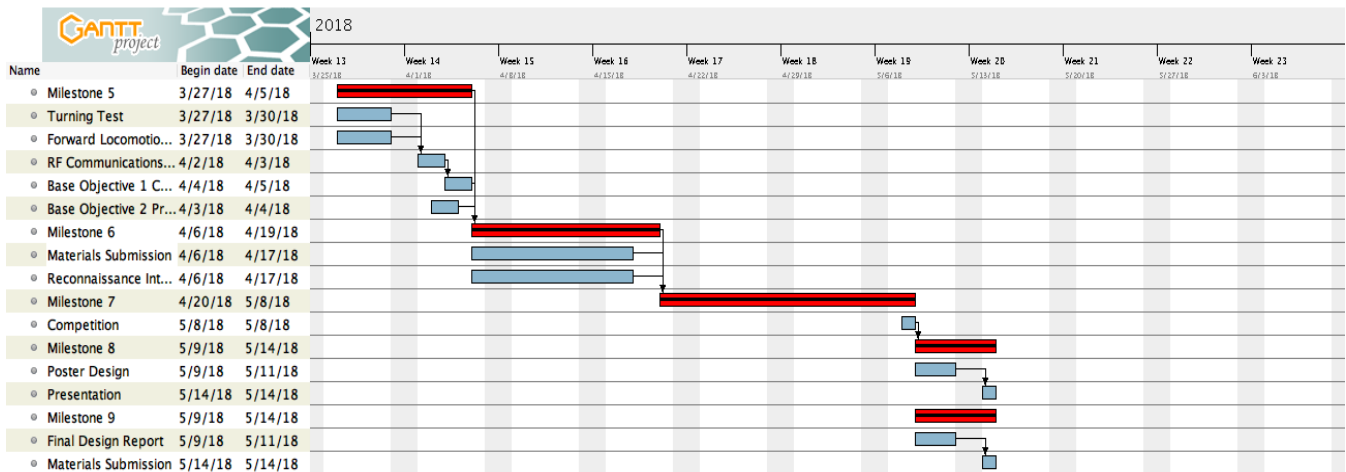 GANTT
project
2018
Week 13 Week 14 Week 15 Week 16 Week 17 Week 18 Week 19 Week 20 Week 21 Week 22 Week 23
Name Begin date End date 3/25/18 4/1/18 4/8/18 4/15/18 4/22/18 4/29/18 5/6/18 5/13/18 5/20/18 5/27/18 6/3/18
Milestone 5 3/27/18 4/5/18
Turning Test 3/27/18 3/30/18
Forward Locomotio... 3/27/18 3/30/18
RF Communications... 4/2/18 4/3/18
Base Objective 1 C... 4/4/18 4/5/18
Base Objective 2 Pr... 4/3/18 4/4/18
Milestone 6 4/6/18 4/19/18
Materials Submission 4/6/18 4/17/18
Reconnaissance Int... 4/6/18 4/17/18
Milestone 7 4/20/18 5/8/18
Competition 5/8/18 5/8/18
Milestone 8 5/9/18 5/14/18
Poster Design 5/9/18 5/11/18
Presentation 5/14/18 5/14/18
Milestone 9 5/9/18 5/14/18
Final Design Report 5/9/18 5/11/18
Materials Submission 5/14/18 5/14/18